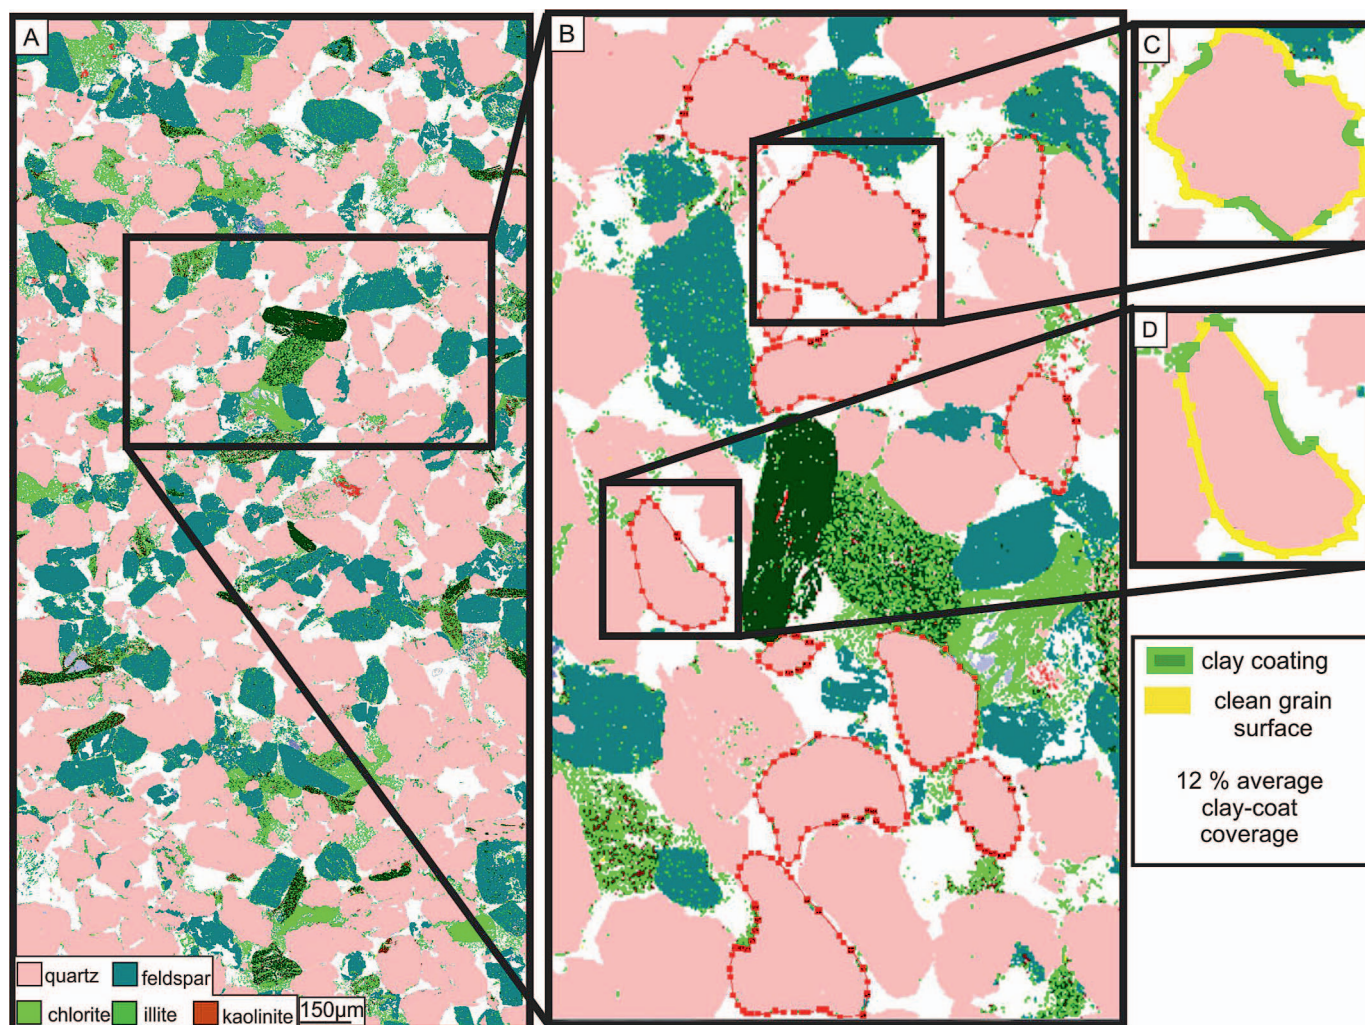 A
B
C
D
clay coating
clean grain
surface
12 % average
clay-coat
coverage
quartz
feldspar
chlorite
illite
kaolinite
150µm